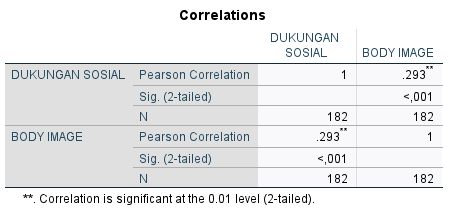 Correlations
DUKUNGAN SOSIAL BODY IMAGE
DUKUNGAN SOSIAL Pearson Correlation 1 .293**
Sig. (2-tailed) <,001
N 182 182
BODY IMAGE Pearson Correlation .293** 1
Sig. (2-tailed) <,001
N 182 182
**. Correlation is significant at the 0.01 level (2-tailed).